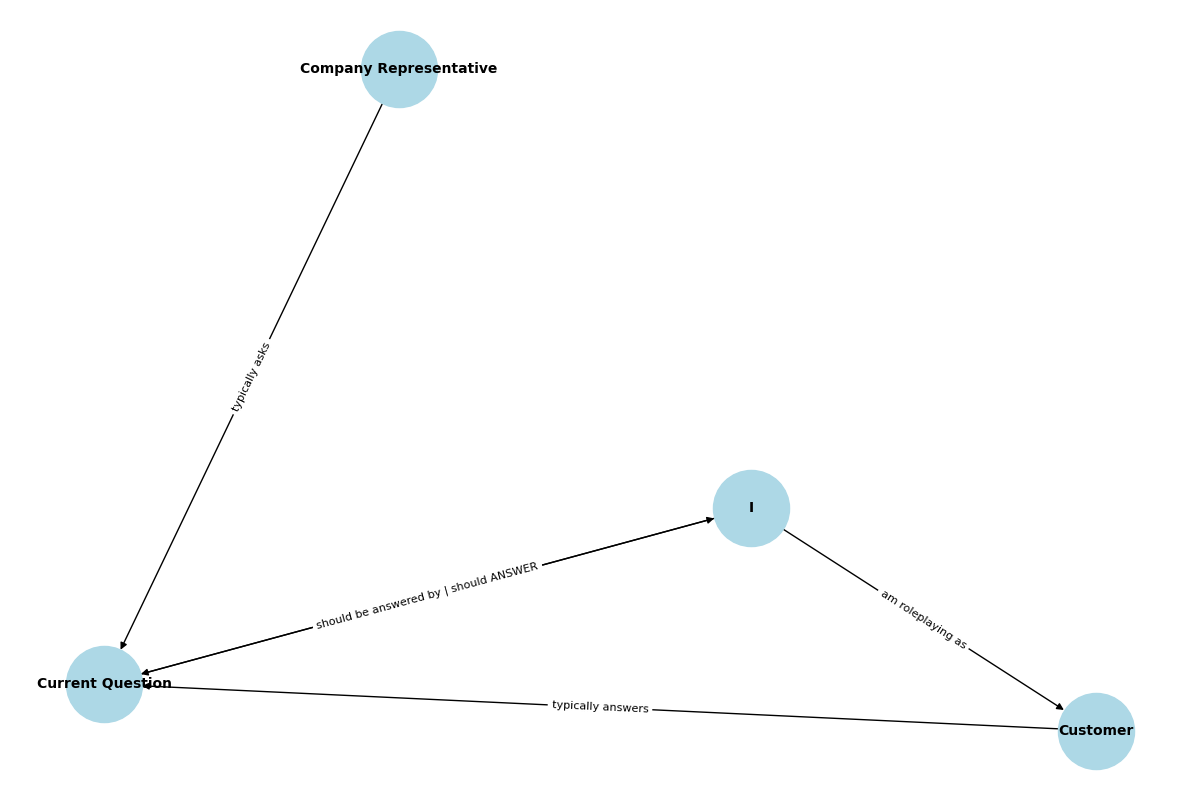 Company Representative
typically asks
I
should be answered by | should ANSWER
am roleplaying as
Current Question
typically answers
Customer